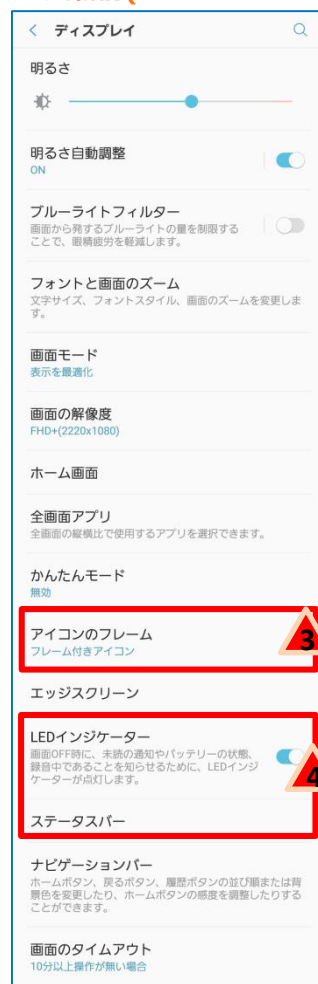 ディスプレイ
明るさ
明るさ自動調整
ON
ブルーライトフィルター
画面から発するブルーライトの量を制限する
ことで、眼精疲労を軽減します。
フォントと画面のズーム
文字サイズ、フォントスタイル、画面のズームを変更しま
す。
画面モード
表示を最適化
画面の解像度
FHD+(2220x1080)
ホーム画面
全画面アプリ
全画面の縦横比で使用するアプリを選択できます。
かんたんモード
無効
アイコンのフレーム
フレーム付きアイコン
3
エッジスクリーン
LEDインジケーター
画面OFF時に、未読の通知やバッテリーの状態、
録音中であることを知らせるために、LEDインジ
ケーターが点灯します。
4
ステータスバー
ナビゲーションバー
ホームボタン、戻るボタン、履歴ボタンの並び順または背
景色を変更したり、ホームボタンの感度を調整したりする
ことができます。
画面のタイムアウト
10分以上操作が無い場合